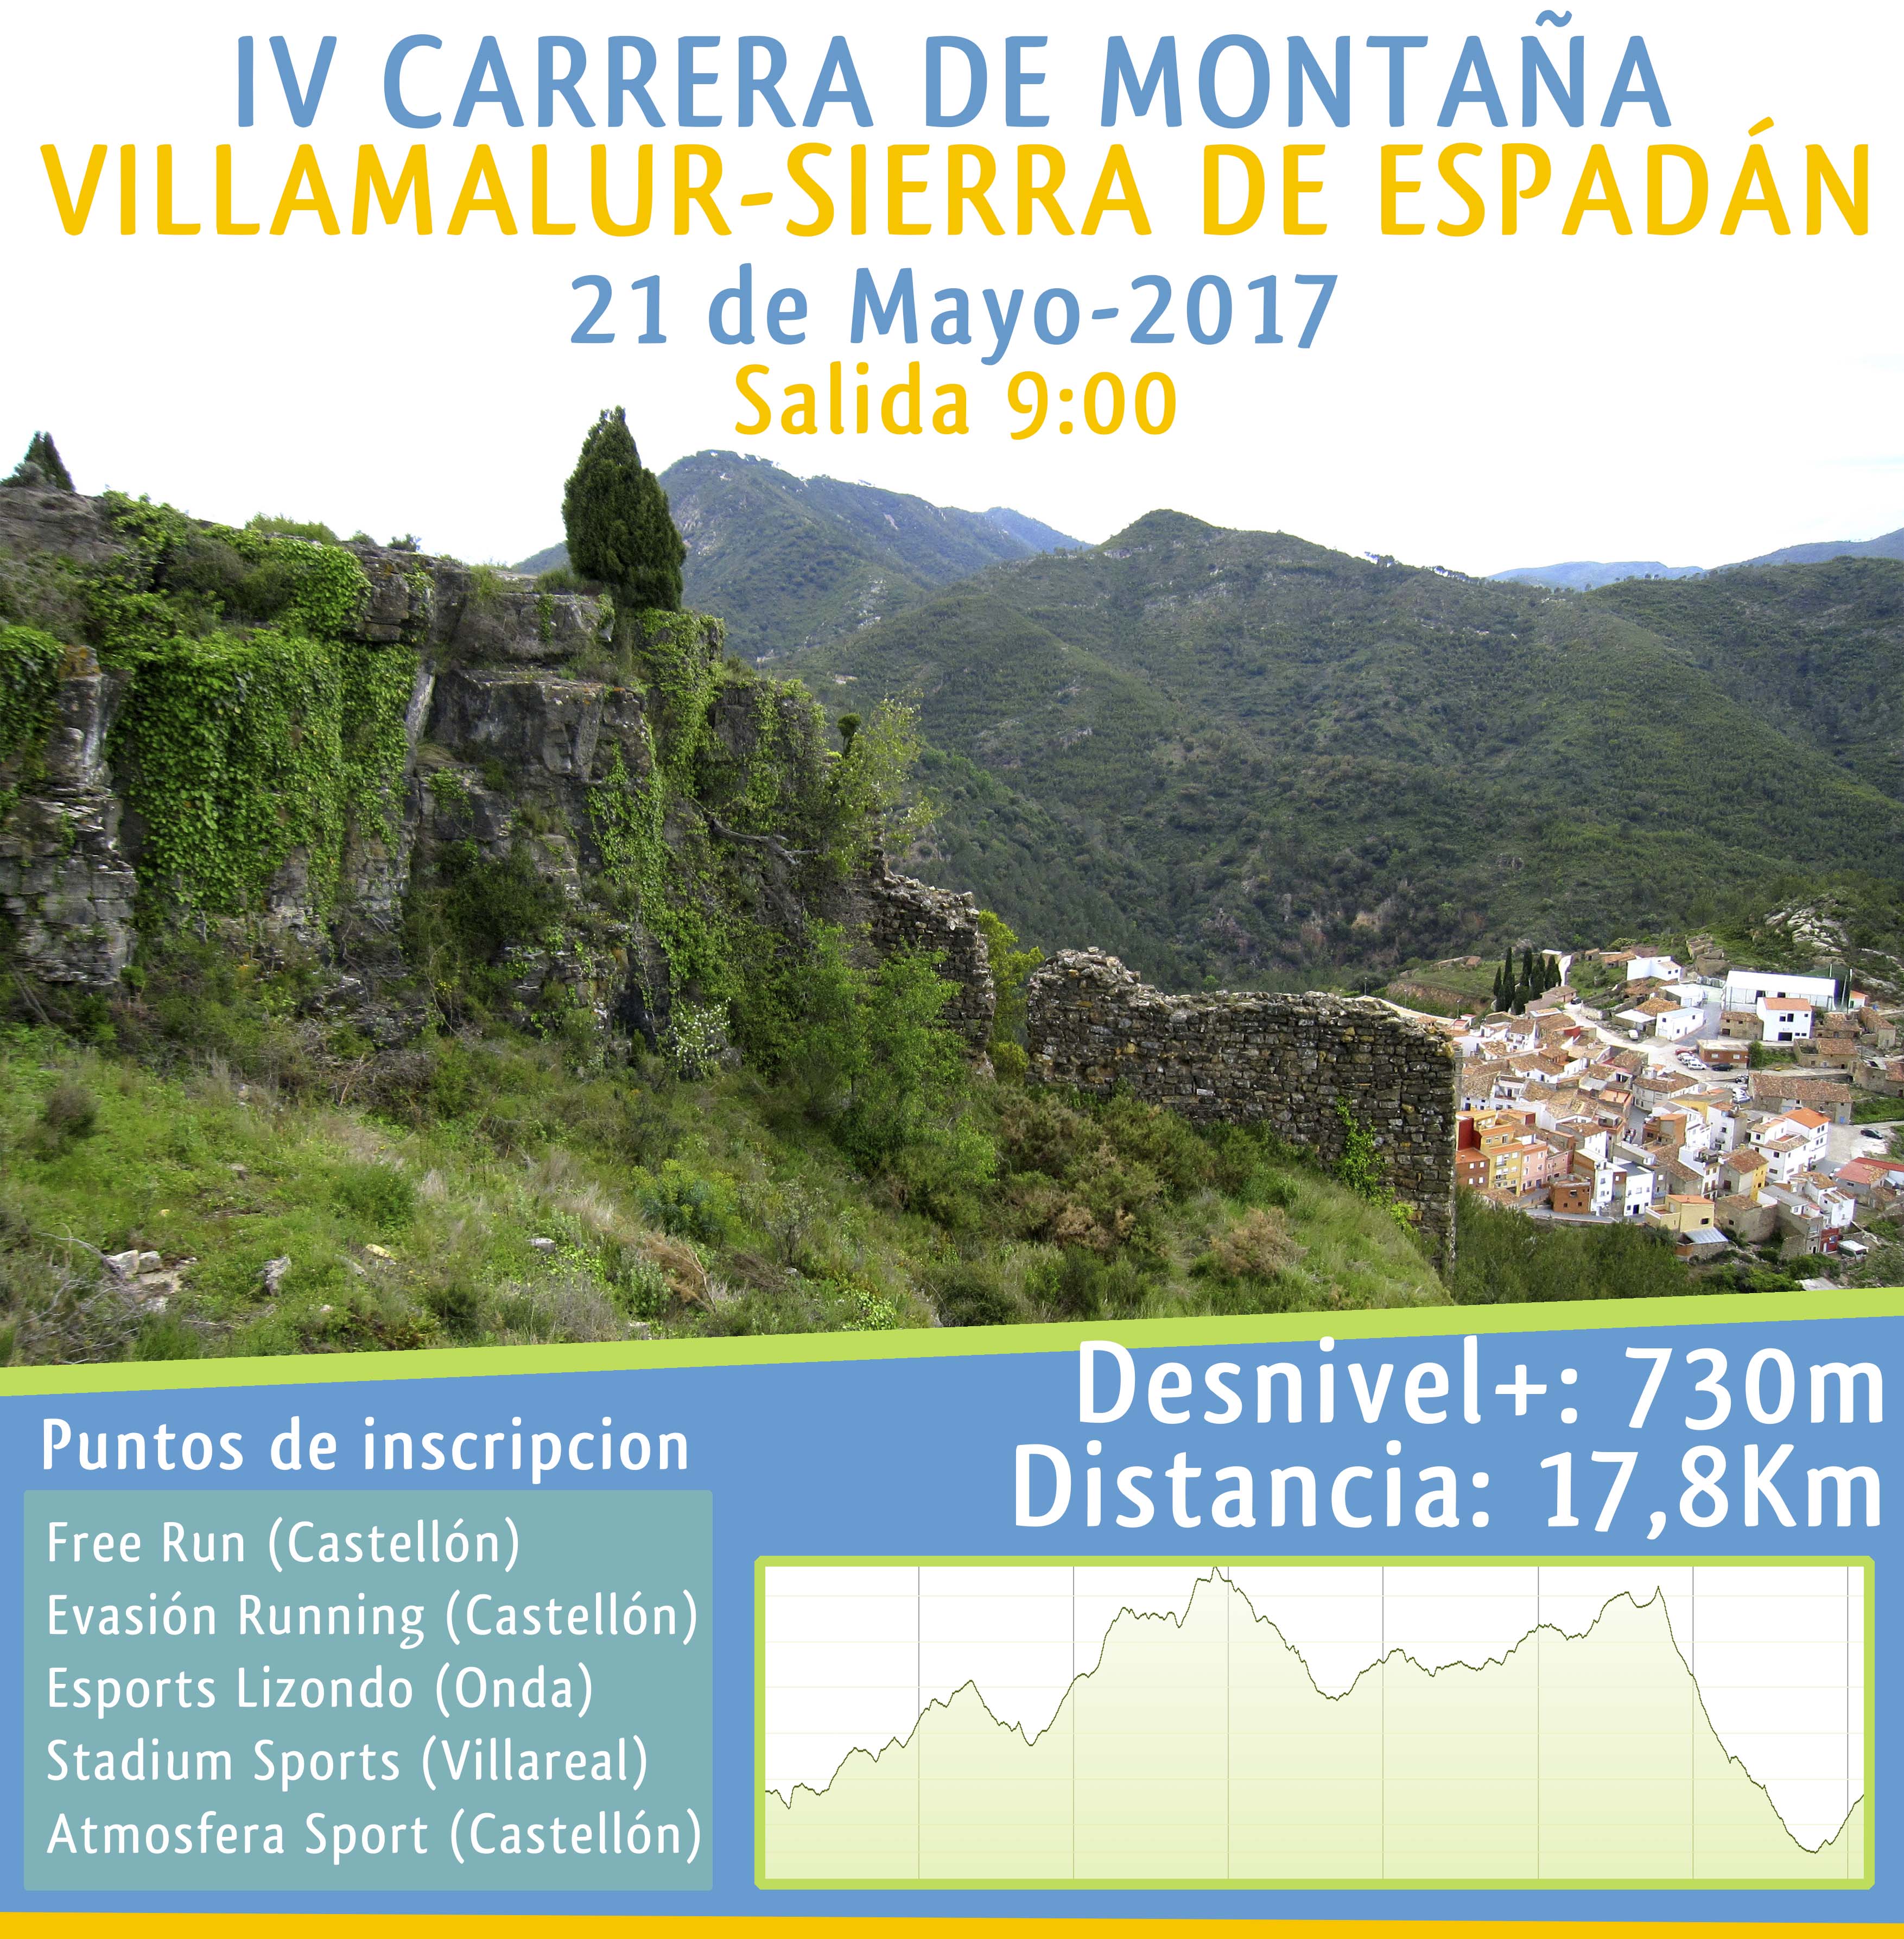 IV CARRERA DE MONTAÑA
VILLAMALUR-SIERRA DE ESPADÁN
21 de Mayo-2017
Salida 9:00
Desnivel+: 730m
Distancia: 17,8Km
Puntos de inscripcion
Free Run (Castellón)
Evasión Running (Castellón)
Esports Lizondo (Onda)
Stadium Sports (Villareal)
Atmosfera Sport (Castellón)